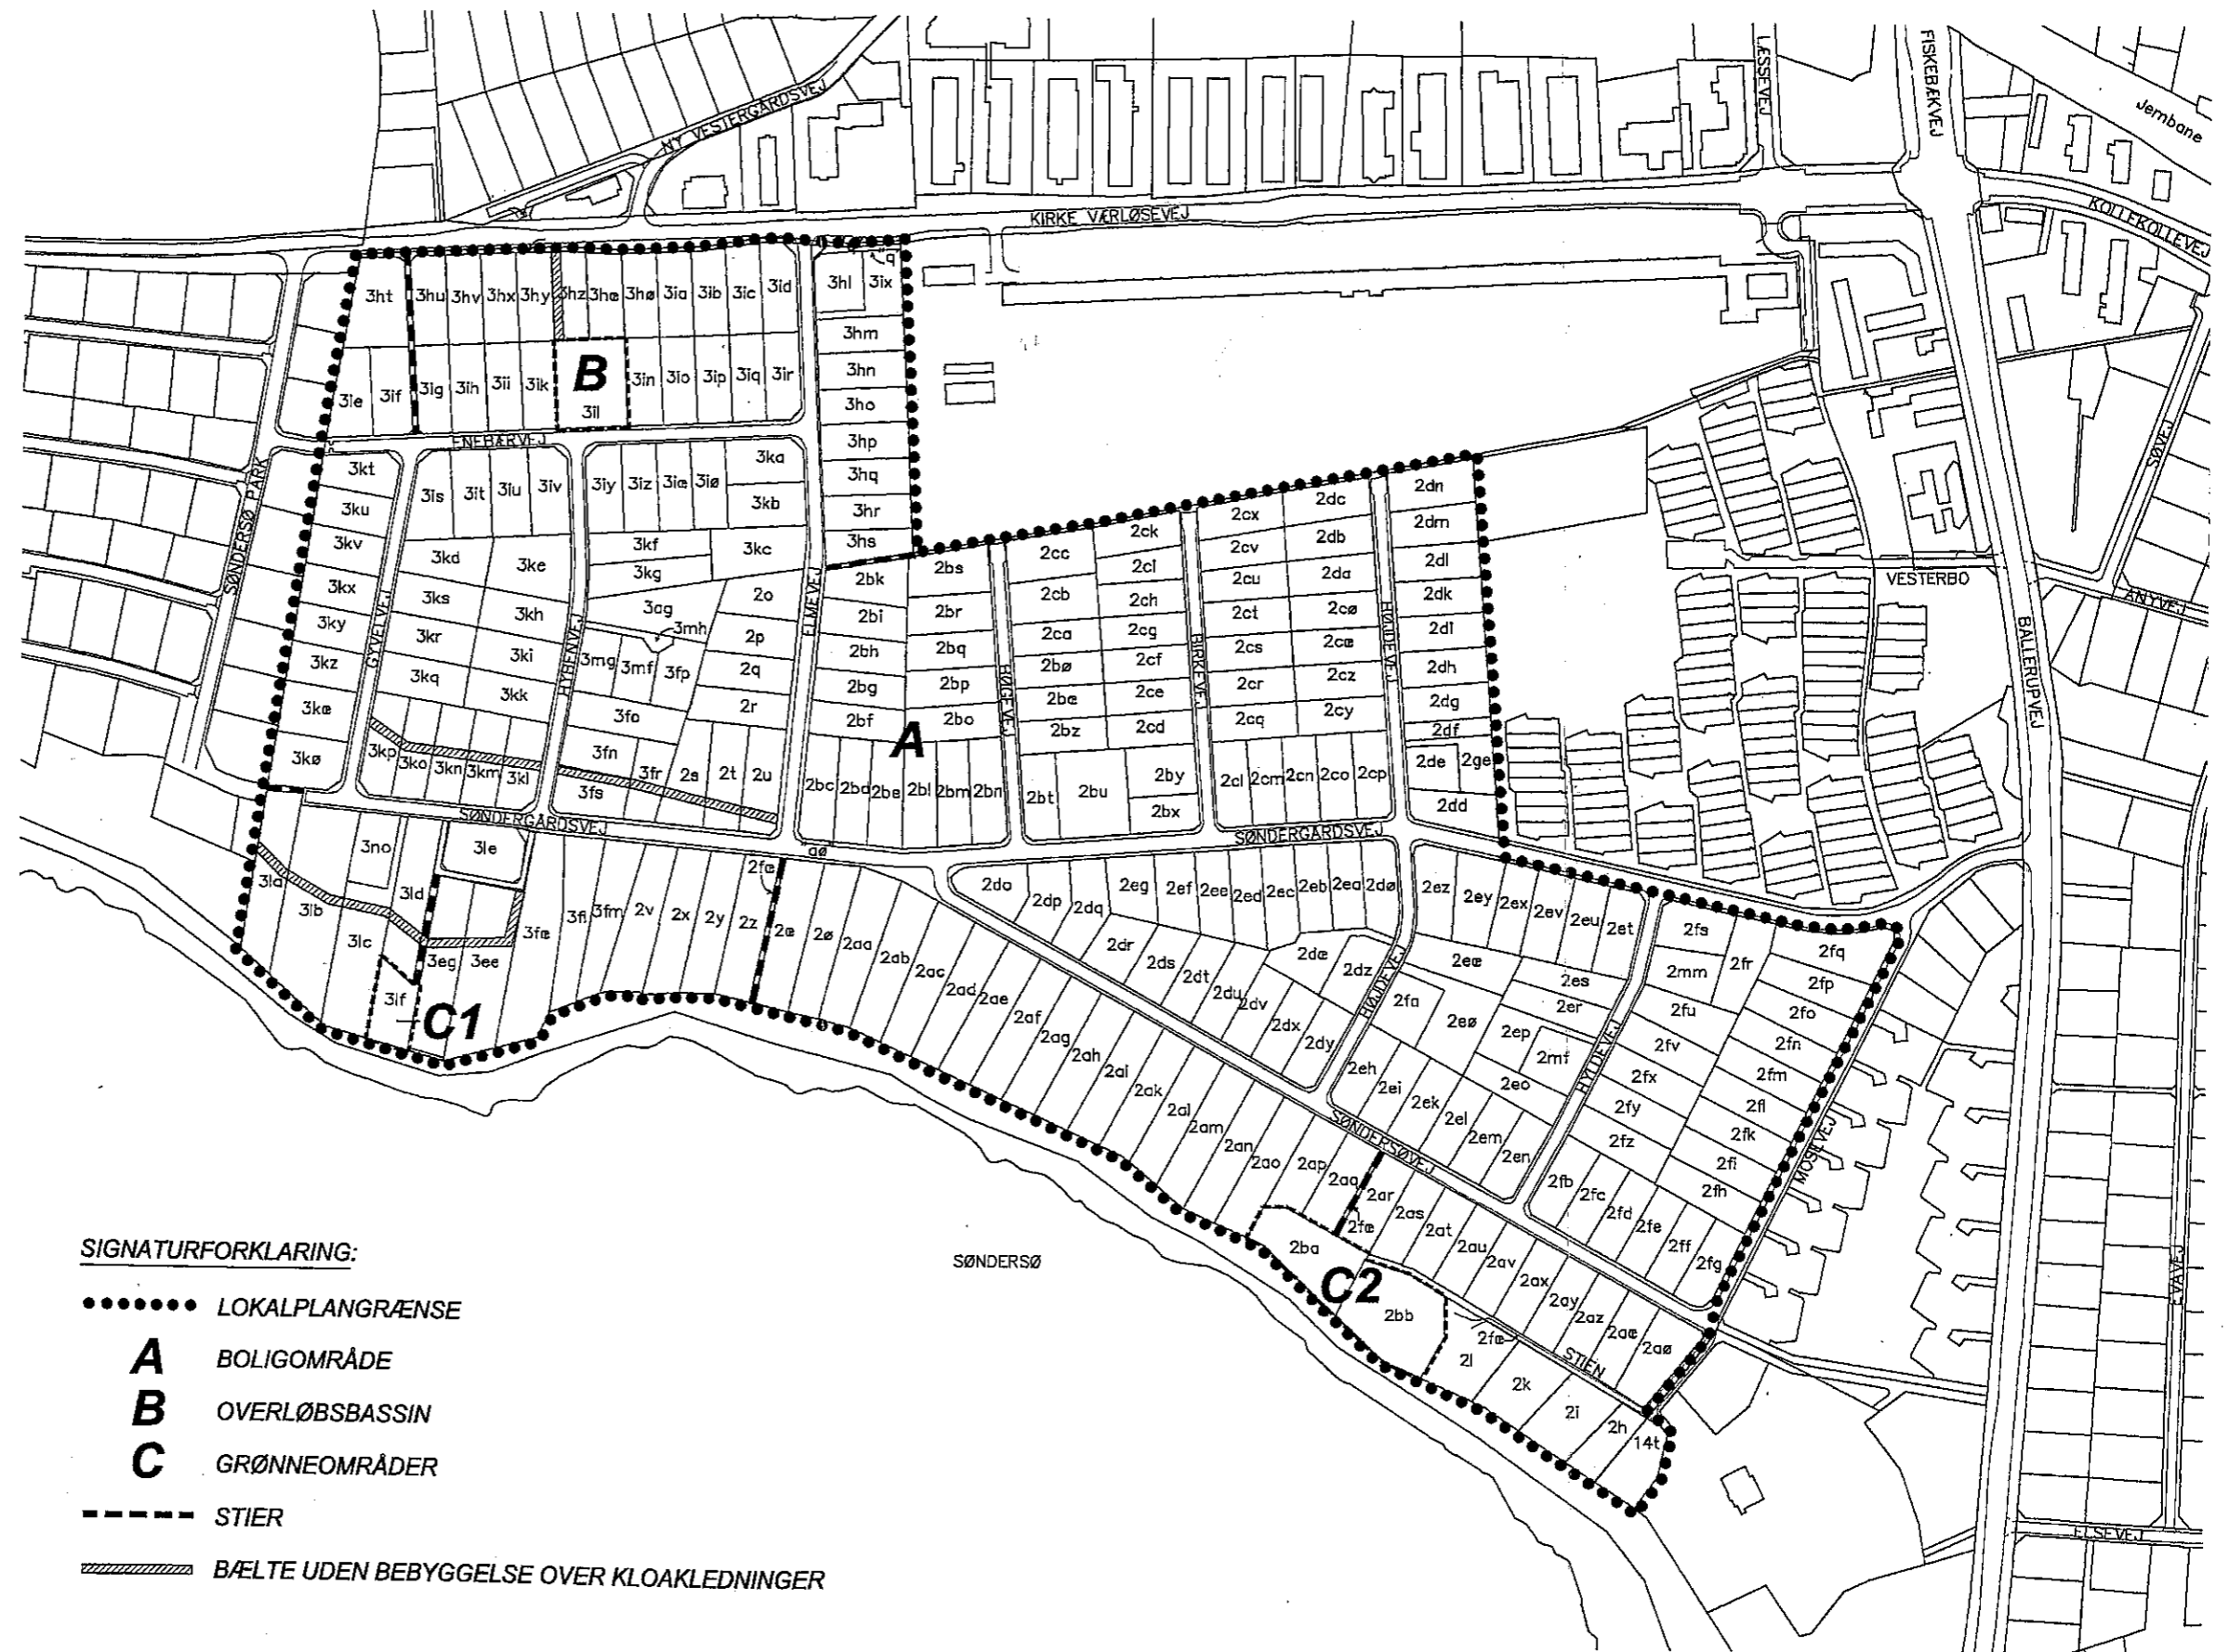 LÆSSEVEJ
FISKEBÆKVEJ
Jernbane
NY VESTERGÅRDSVEJ
KOLLEKOLLEVEJ
KIRKE VÆRLØSEVEJ
3ht 3hu 3hv 3hx 3hy 3hz 3hæ 3hø 3ia 3ib 3ic 3id
3hl 3ix "q"
3hm
3ie 3if 3ig 3ih 3ii 3ik B 3il 3in 3io 3ip 3iq 3ir
3hn
3ho
3hp
3hq
3hr
3hs
ENEBÆRVEJ
SØNDERSØ PARK
3kt
3ku
3kv
3kx
3ky
3kz
3kæ
3kø
GYVELVEJ
3is 3it 3iu 3iv
3iy 3iz 3iæ 3iø
3ka
3kb
3kc
3kd 3ke
3kf
3kg
3ks 3kh
3kr 3ki
3kq 3kk
HYBENVEJ
3ag
3mh
3mg 3mf 3fp
2o
2p
2q
2r
3fo
3fn
3fr 2s 2t 2u
3fs
3kp 3ko 3kn 3km 3kl
ELMEVEJ
2bk 2bs
2bi 2br
2bh 2bq
2bg 2bp
2bf 2bo
A
2bc 2bd 2be 2bl 2bm 2bn
HØGEVEJ
2cc 2ck
2ci
2cb 2ch
2ca 2cg
2bø 2cf
2bæ 2ce
2bz 2cd
2bt 2bu 2by
2bx
BIRKEVEJ
2cx 2dc
2cv 2db
2cu 2da
2ct 2cø
2cs 2cæ
2cr 2cz
2cq 2cy
2cl 2cm 2cn 2co 2cp
HØJDEVEJ
2dn
2dm
2dl
2dk
2di
2dh
2dg
2df
2de 2ge
2dd
VESTERBO
SØVEJ
ANYVEJ
BALLERUPVEJ
SØNDERGÅRDSVEJ
SØNDERGÅRDSVEJ
aø
3no 3le
3la 3lb 3lc 3ld
3lf
3eg 3ee 3fæ
C1
3fl 3fm 2v 2x 2y 2z 2fæ
2æ 2ø 2aa 2ab 2ac 2ad 2ae 2af 2ag 2ah 2ai 2ak 2al 2am 2an 2ao 2ap 2aq
2do 2dp 2dq 2eg 2ef 2ee 2ed 2ec 2eb 2ea 2dø
2dr 2ds 2dt 2du 2dv 2dx 2dy
2dæ 2dz
HØJDEVEJ
2ez 2ey 2ex 2ev 2eu 2et
2eæ 2es
2er
2fa 2eø 2ep
2mf
2eo
2eh 2ei 2ek 2el 2em 2en
HYLDEVEJ
2fs 2fr 2fq
2mm 2fp
2fu 2fo
2fv 2fn
2fx 2fm
2fy 2fl
2fz 2fk
2fi
2fh
2fb 2fc 2fd 2fe 2ff 2fg
MOSEVEJ
SØNDERSØVEJ
2ar 2as 2at 2au 2av 2ax 2ay 2az 2aæ 2aø
2fæ
2ba
C2
2bb
2fæ
STIEN
2l 2k 2i 2h 14t
EVAVEJ
ELSEVEJ
SØNDERSØ
SIGNATURFORKLARING:
LOKALPLANGRÆNSE
A BOLIGOMRÅDE
B OVERLØBSBASSIN
C GRØNNEOMRÅDER
STIER
BÆLTE UDEN BEBYGGELSE OVER KLOAKLEDNINGER